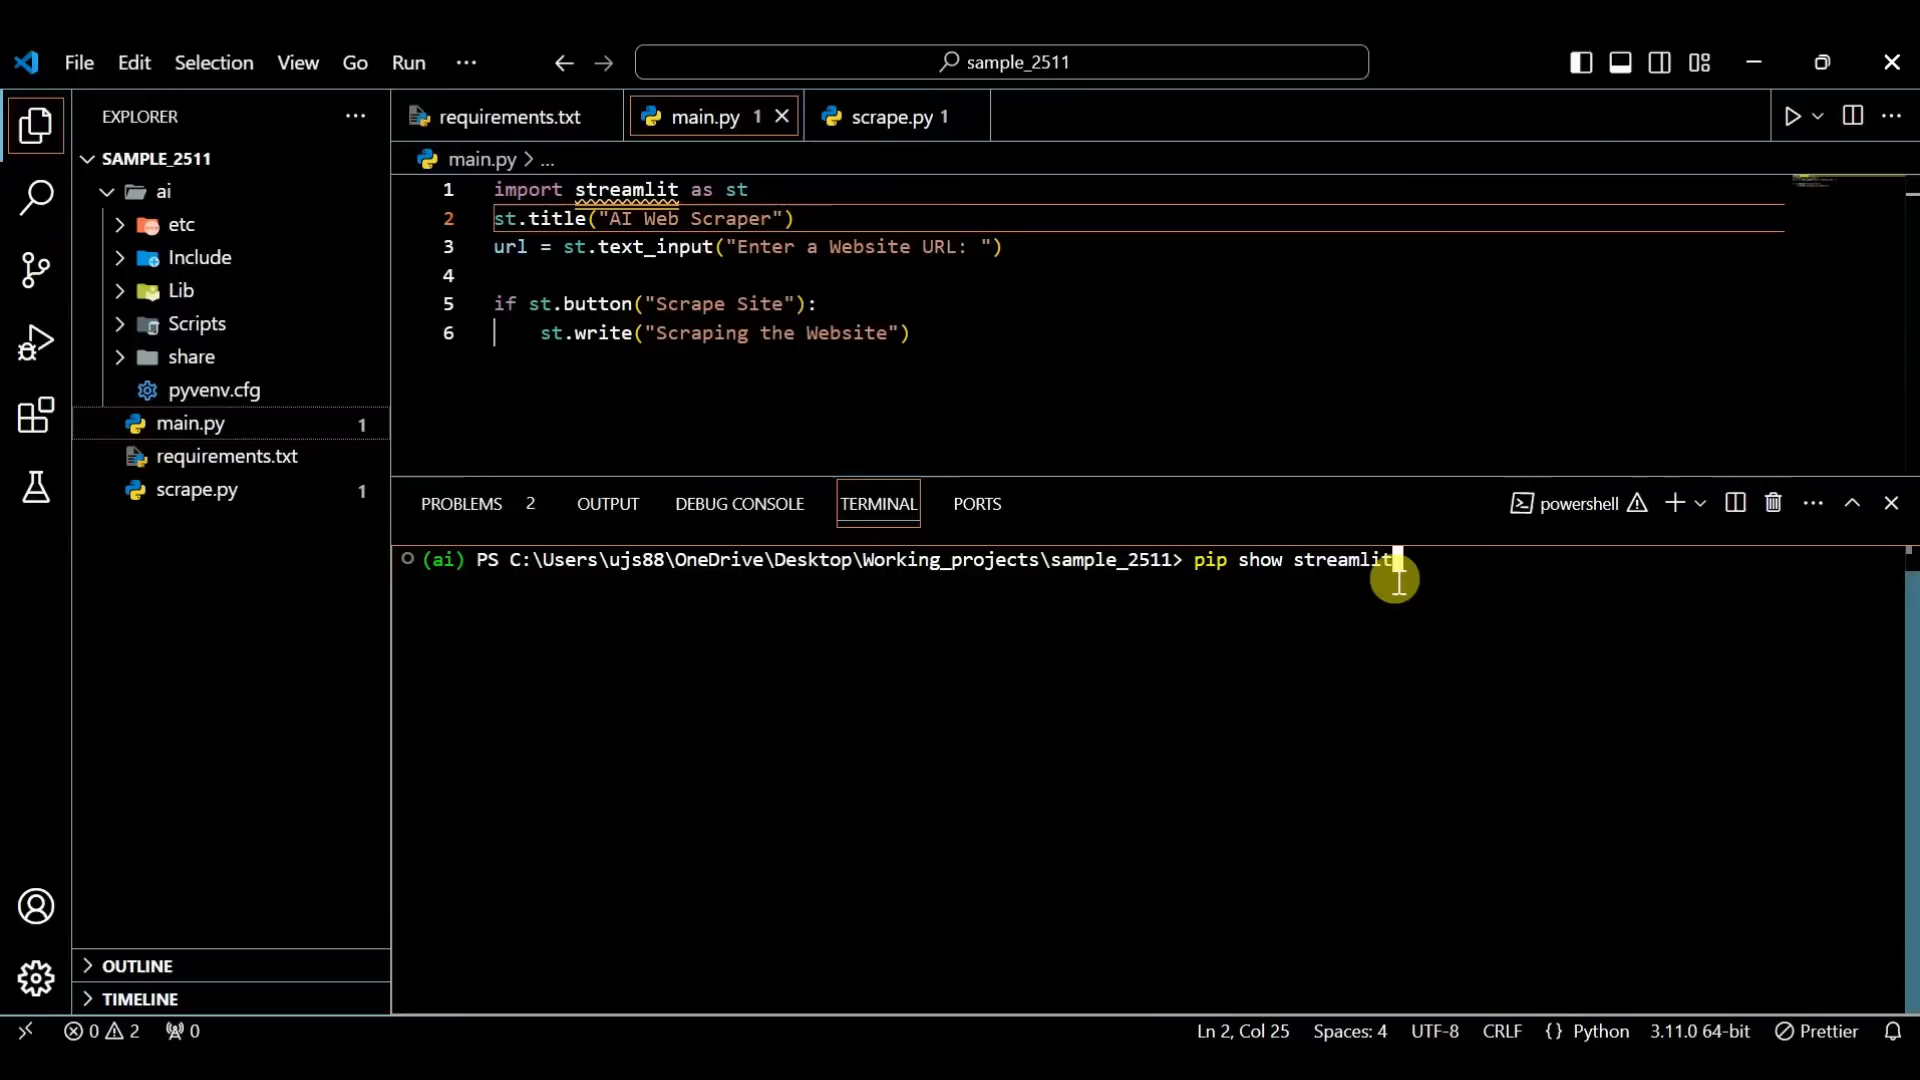 File Edit Selection View Go Run ··· sample_2511
EXPLORER ···
SAMPLE_2511
ai
etc
Include
Lib
Scripts
share
pyvenv.cfg
main.py 1
requirements.txt
scrape.py 1
OUTLINE
TIMELINE
requirements.txt main.py 1 scrape.py 1
main.py > ...
1 import streamlit as st
2 st.title("AI Web Scraper")
3 url = st.text_input("Enter a Website URL: ")
4
5 if st.button("Scrape Site"):
6 st.write("Scraping the Website")
PROBLEMS 2 OUTPUT DEBUG CONSOLE TERMINAL PORTS powershell
(ai) PS C:\Users\ujs88\OneDrive\Desktop\Working_projects\sample_2511> pip show streamlit
0 2 0 Ln 2, Col 25 Spaces: 4 UTF-8 CRLF {} Python 3.11.0 64-bit Prettier